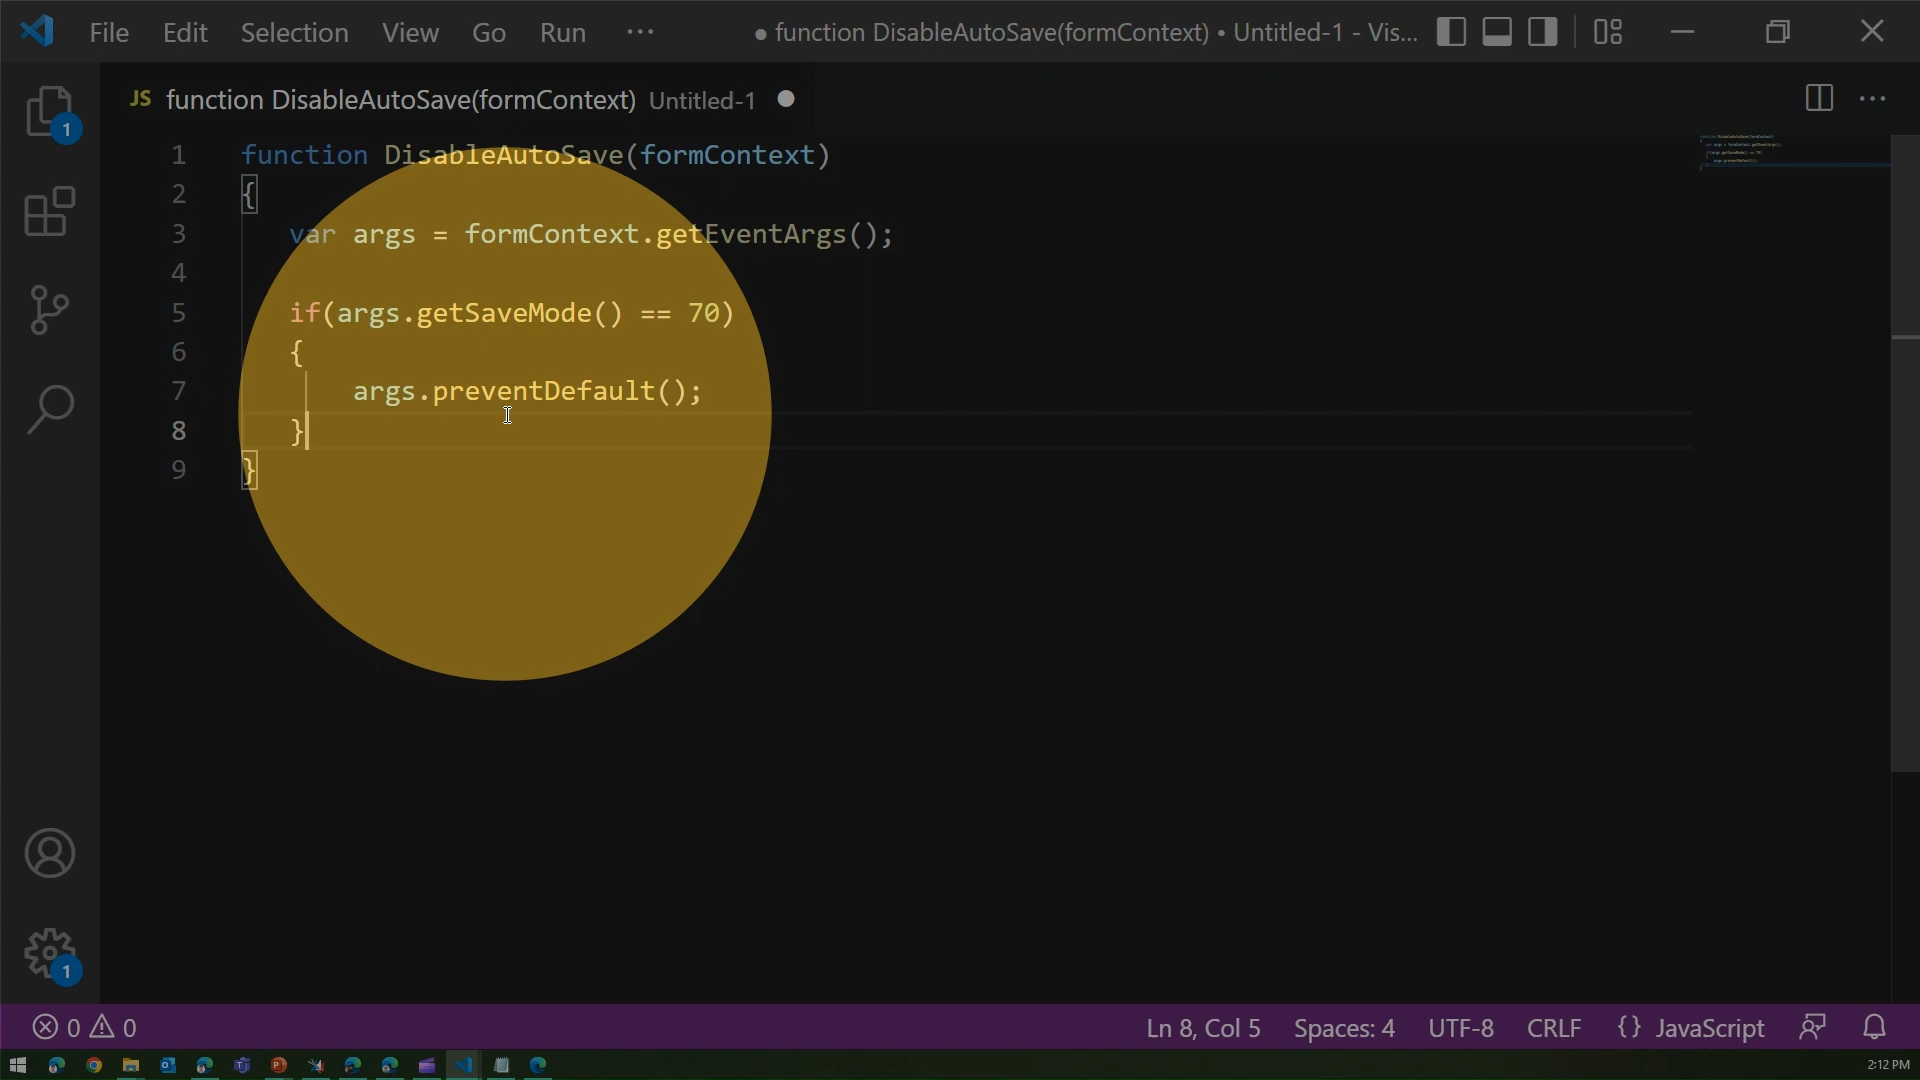 File Edit Selection View Go Run ··· ● function DisableAutoSave(formContext) • Untitled-1 - Vis...
JS function DisableAutoSave(formContext) Untitled-1 ●
1 function DisableAutoSave(formContext)
2 {
3 var args = formContext.getEventArgs();
4
5 if(args.getSaveMode() == 70)
6 {
7 args.preventDefault();
8 }
9 }
1
1
0 0 Ln 8, Col 5 Spaces: 4 UTF-8 CRLF {} JavaScript
2:12 PM